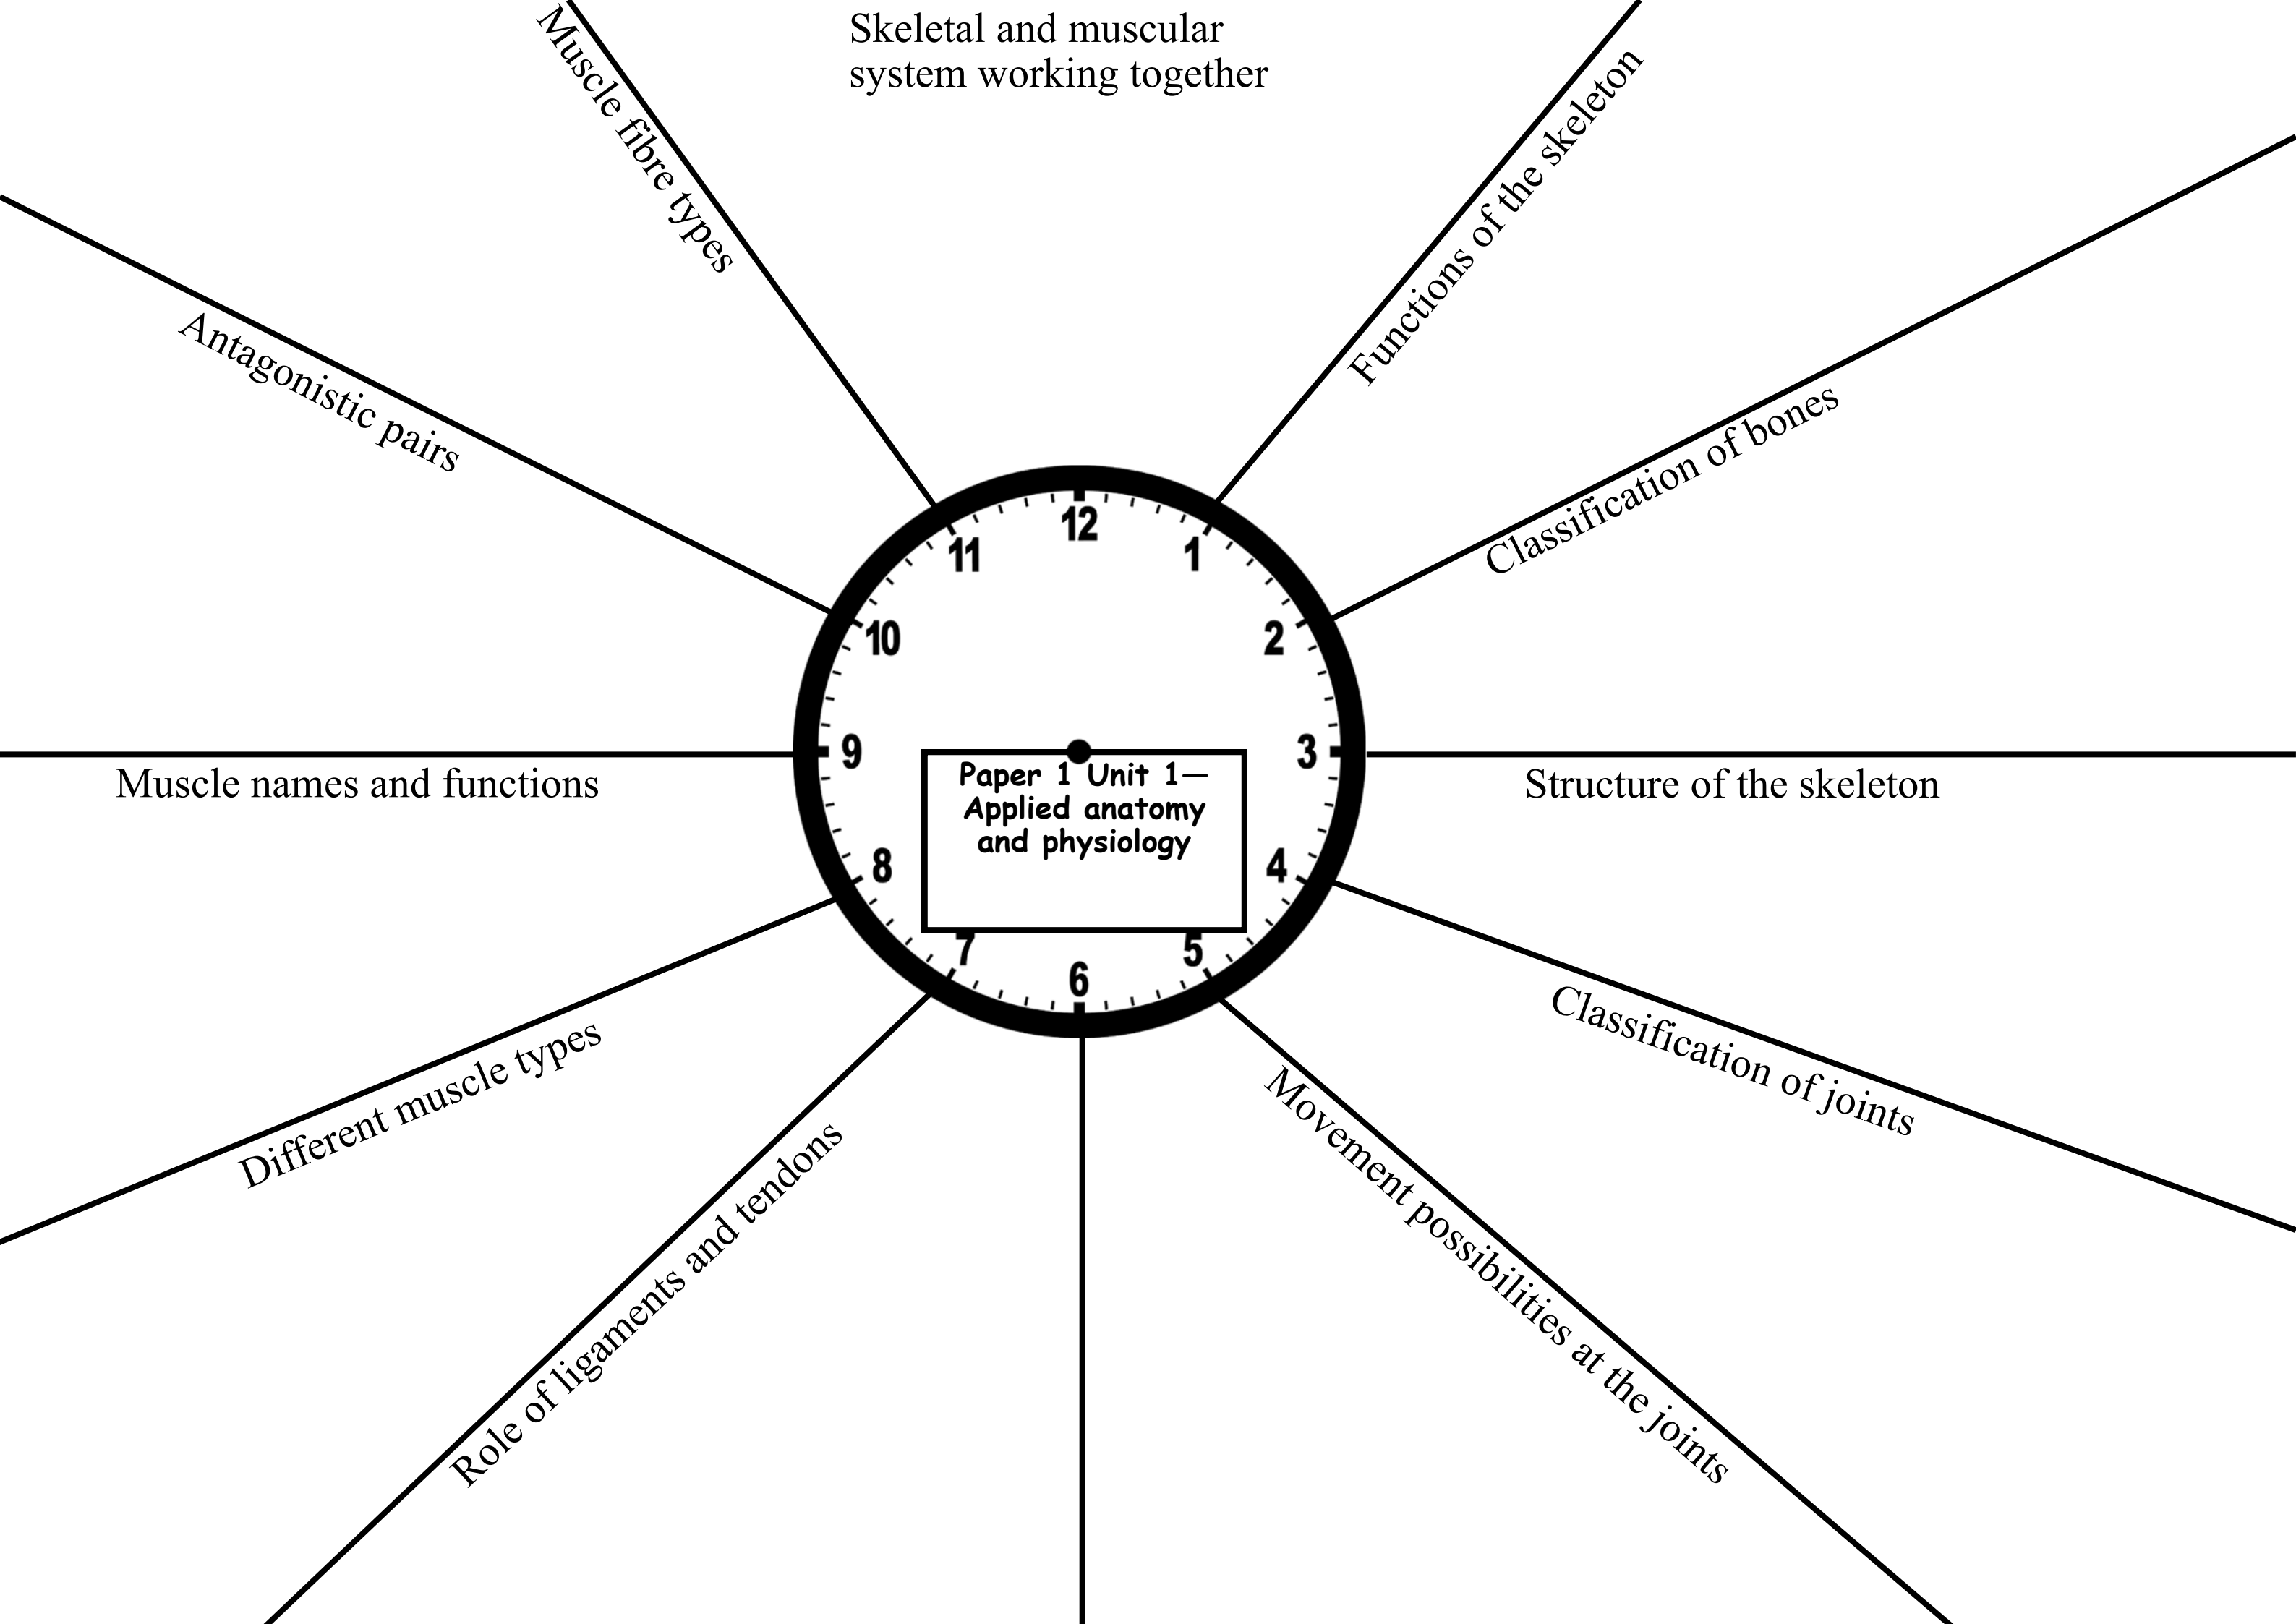 Skeletal and muscular
system working together
Functions of the skeleton
Classification of bones
Structure of the skeleton
Classification of joints
Movement possibilities at the joints
Role of ligaments and tendons
Different muscle types
Muscle names and functions
Antagonistic pairs
Muscle fibre types
12
1
2
3
4
5
6
7
8
9
10
11
Paper 1 Unit 1—
Applied anatomy
and physiology